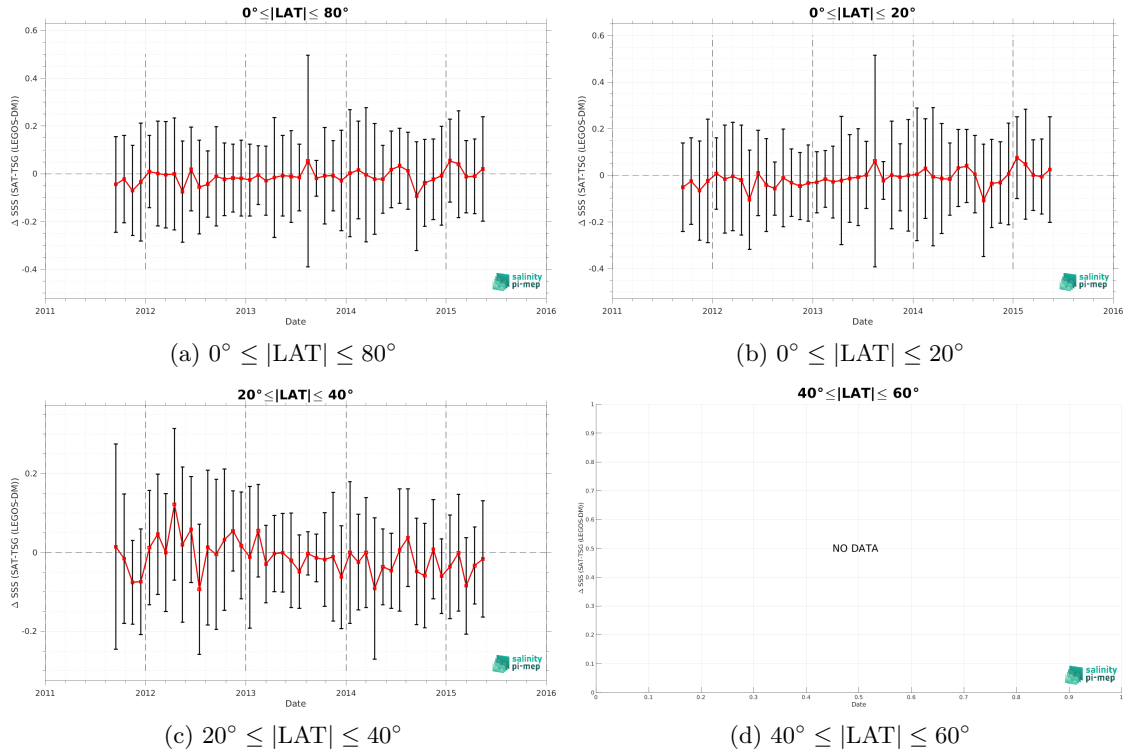 0°≤|LAT|≤ 80°
Δ SSS (SAT-TSG (LEGOS-DM))
0.6
0.4
0.2
0
-0.2
-0.4
2011 2012 2013 2014 2015 2016
Date
salinity
pi-mep
(a) 0° ≤ |LAT| ≤ 80°
0°≤|LAT|≤ 20°
Δ SSS (SAT-TSG (LEGOS-DM))
0.6
0.4
0.2
0
-0.2
-0.4
2011 2012 2013 2014 2015 2016
Date
salinity
pi-mep
(b) 0° ≤ |LAT| ≤ 20°
20°≤|LAT|≤ 40°
Δ SSS (SAT-TSG (LEGOS-DM))
0.2
0
-0.2
2011 2012 2013 2014 2015 2016
Date
salinity
pi-mep
(c) 20° ≤ |LAT| ≤ 40°
40°≤|LAT|≤ 60°
Δ SSS (SAT-TSG (LEGOS-DM))
1
0.9
0.8
0.7
0.6
0.5
0.4
0.3
0.2
0.1
0
NO DATA
0 0.1 0.2 0.3 0.4 0.5 0.6 0.7 0.8 0.9 1
Date
salinity
pi-mep
(d) 40° ≤ |LAT| ≤ 60°